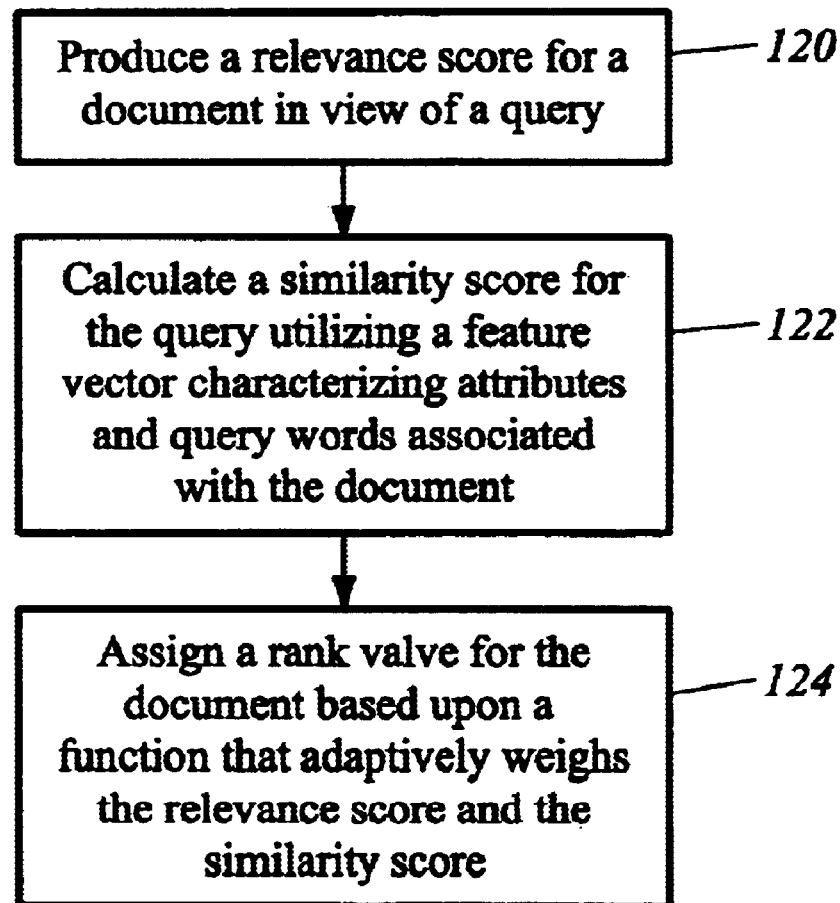 Produce a relevance score for a
document in view of a query
120
Calculate a similarity score for
the query utilizing a feature
vector characterizing attributes
and query words associated
with the document
122
Assign a rank valve for the
document based upon a
function that adaptively weighs
the relevance score and the
similarity score
124